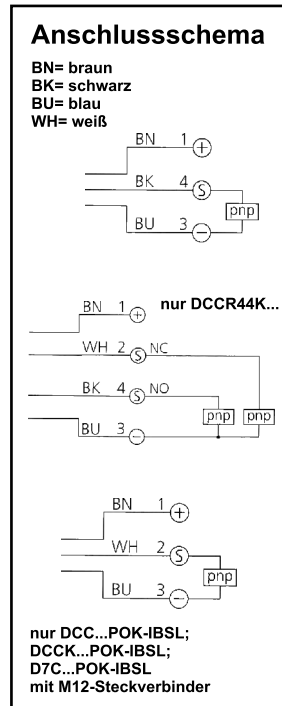 Anschlussschema
BN= braun
BK= schwarz
BU= blau
WH= weiß
BN 1 +
BK 4 S
pnp
BU 3 −
nur DCCR44K...
BN 1 +
WH 2 S NC
BK 4 S NO
pnp pnp
BU 3 −
BN 1 +
WH 2 S
pnp
BU 3 −
nur DCC...POK-IBSL;
DCCK...POK-IBSL;
D7C...POK-IBSL
mit M12-Steckverbinder